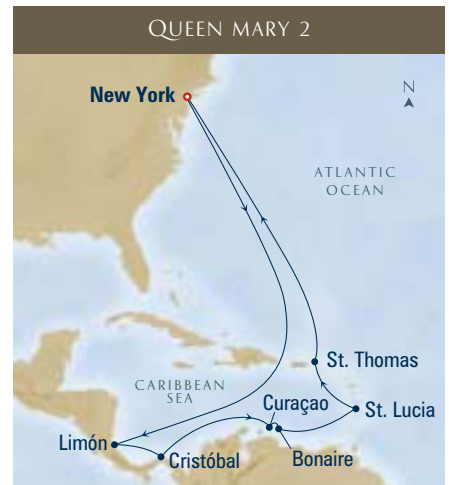 QUEEN MARY 2
New York
N
ATLANTIC
OCEAN
St. Thomas
CARIBBEAN
SEA
Curaçao
St. Lucia
Limón
Cristóbal
Bonaire